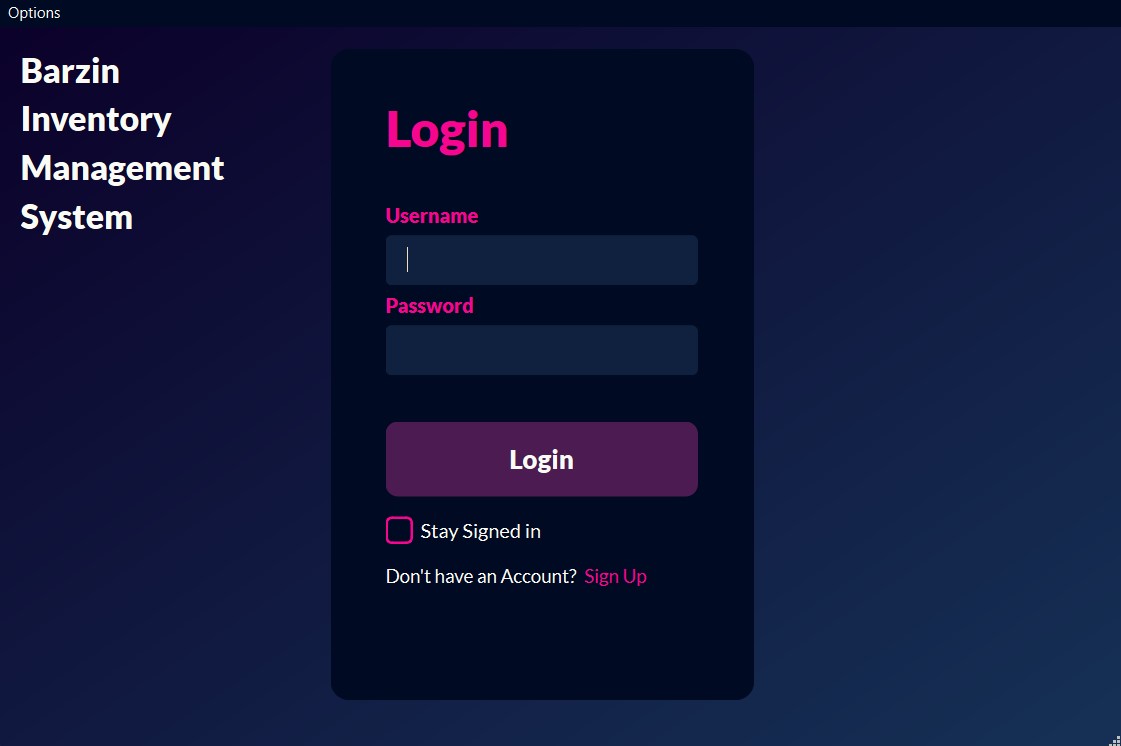 Options
Barzin
Inventory
Management
System
Login
Username
Password
Login
Stay Signed in
Don't have an Account? Sign Up